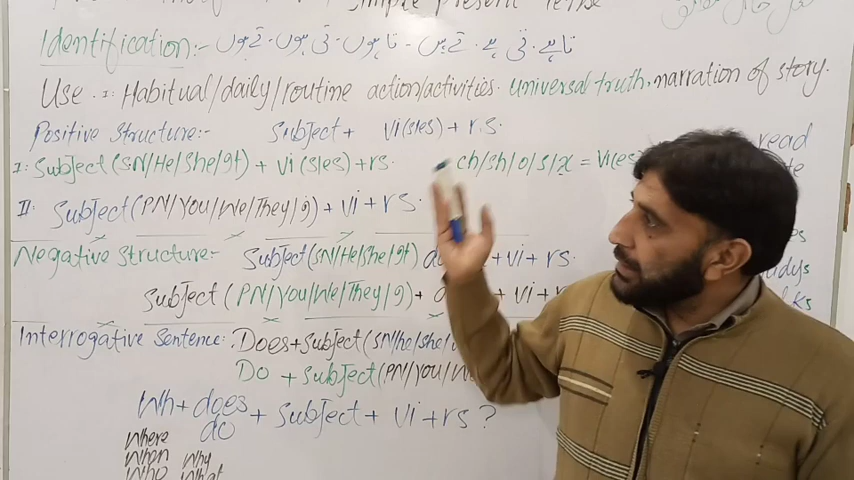 Simple Present Tense
Identification:- تا ہے . تی ہے . تے ہیں - تا ہوں - تی ہوں - تے ہوں
Use . I: Habitual/daily/routine action/activities. universal truth, narration of story.
Positive Structure:- Subject + vi(s/es) + r.s.
read
I: Subject (SN/He/She/It) + vi (s/es) + rs. ch/sh/o/s/x = Vi(es
II: Subject (PN/You/We/They/I) + vi + rs.
Negative Structure:- Subject (SN/He/She/It) + vi + rs.
Subject (PN/You/We/They/I) + + vi +
Interrogative Sentence: . Does + Subject (SN/he/she/
Do + Subject (PN/you/
Wh + does + Subject + vi + rs ?
do
Where
When Why
Who What